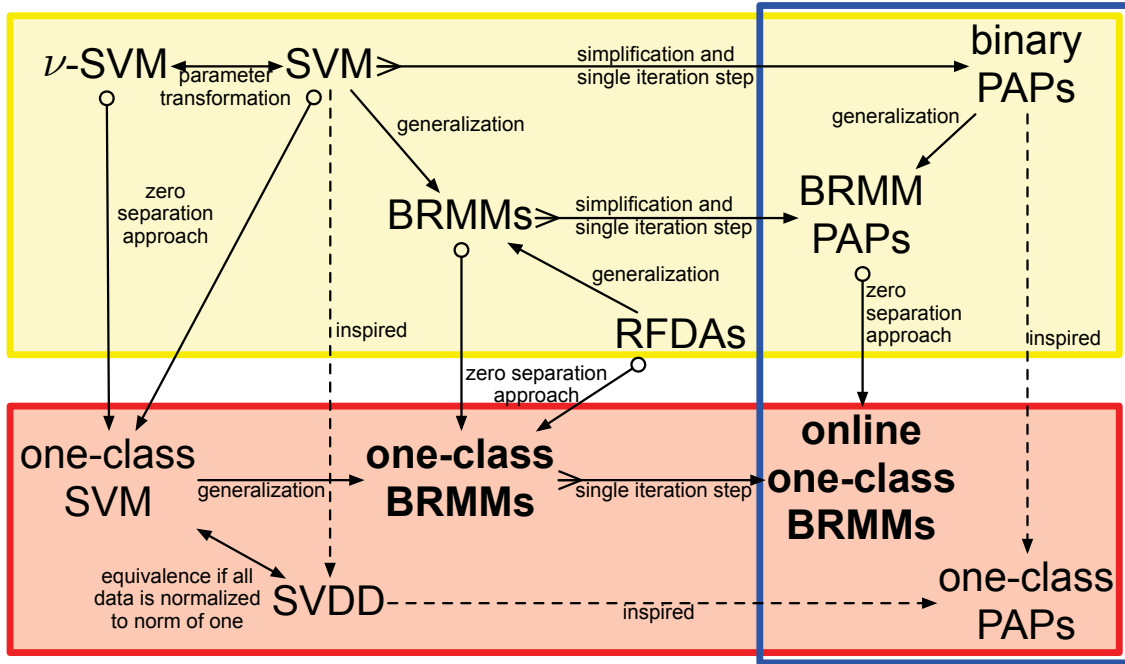 ν-SVM
parameter
transformation
SVM
simplification and
single iteration step
binary
PAPs
generalization
generalization
zero
separation
approach
BRMMs
simplification and
single iteration step
BRMM
PAPs
generalization
inspired
RFDAs
zero
separation
approach
inspired
zero separation
approach
one-class
SVM
generalization
one-class
BRMMs
single iteration step
online
one-class
BRMMs
equivalence if all
data is normalized
to norm of one
SVDD
inspired
one-class
PAPs